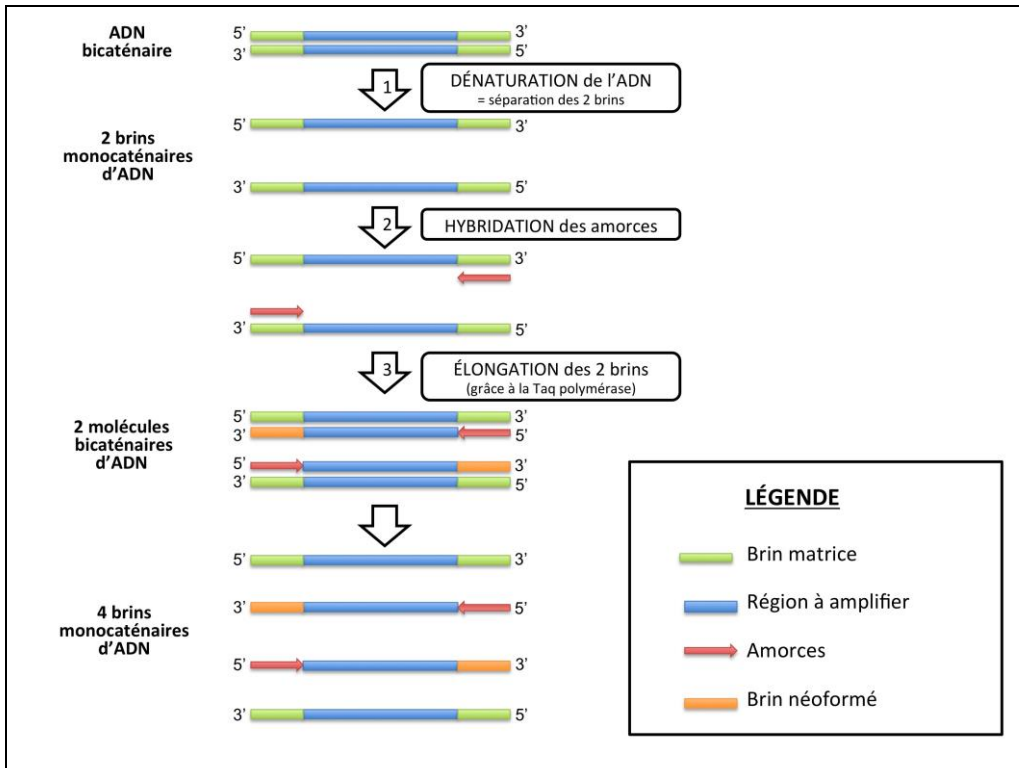 ADN
bicaténaire
5’
3’
3’
5’
1
DÉNATURATION de l’ADN
= séparation des 2 brins
2 brins
monocaténaires
d’ADN
5’
3’
3’
5’
2
HYBRIDATION des amorces
5’
3’
3’
5’
3
ÉLONGATION des 2 brins
(grâce à la Taq polymérase)
2 molécules
bicaténaires
d’ADN
5’
3’
3’
5’
5’
3’
3’
5’
4 brins
monocaténaires
d’ADN
5’
3’
3’
5’
5’
3’
3’
5’
LÉGENDE
Brin matrice
Région à amplifier
Amorces
Brin néoformé